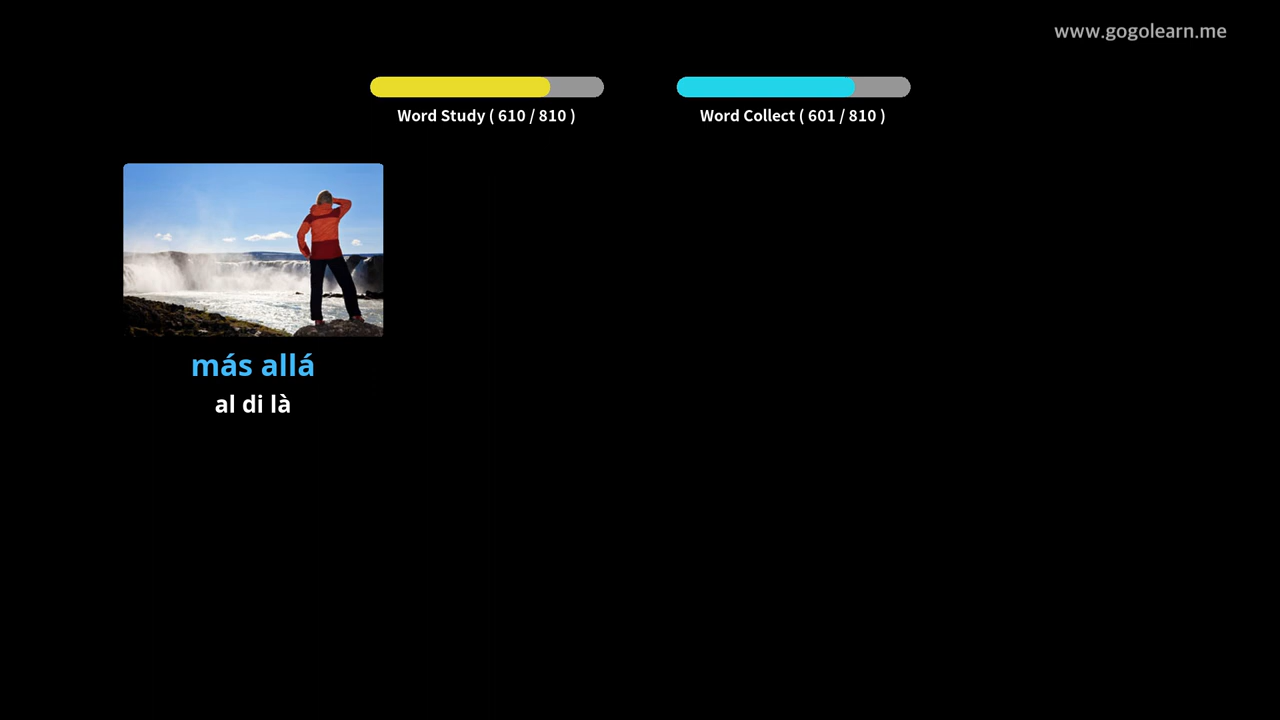 www.gogolearn.me
Word Study ( 610 / 810 )
Word Collect ( 601 / 810 )
más allá
al di là